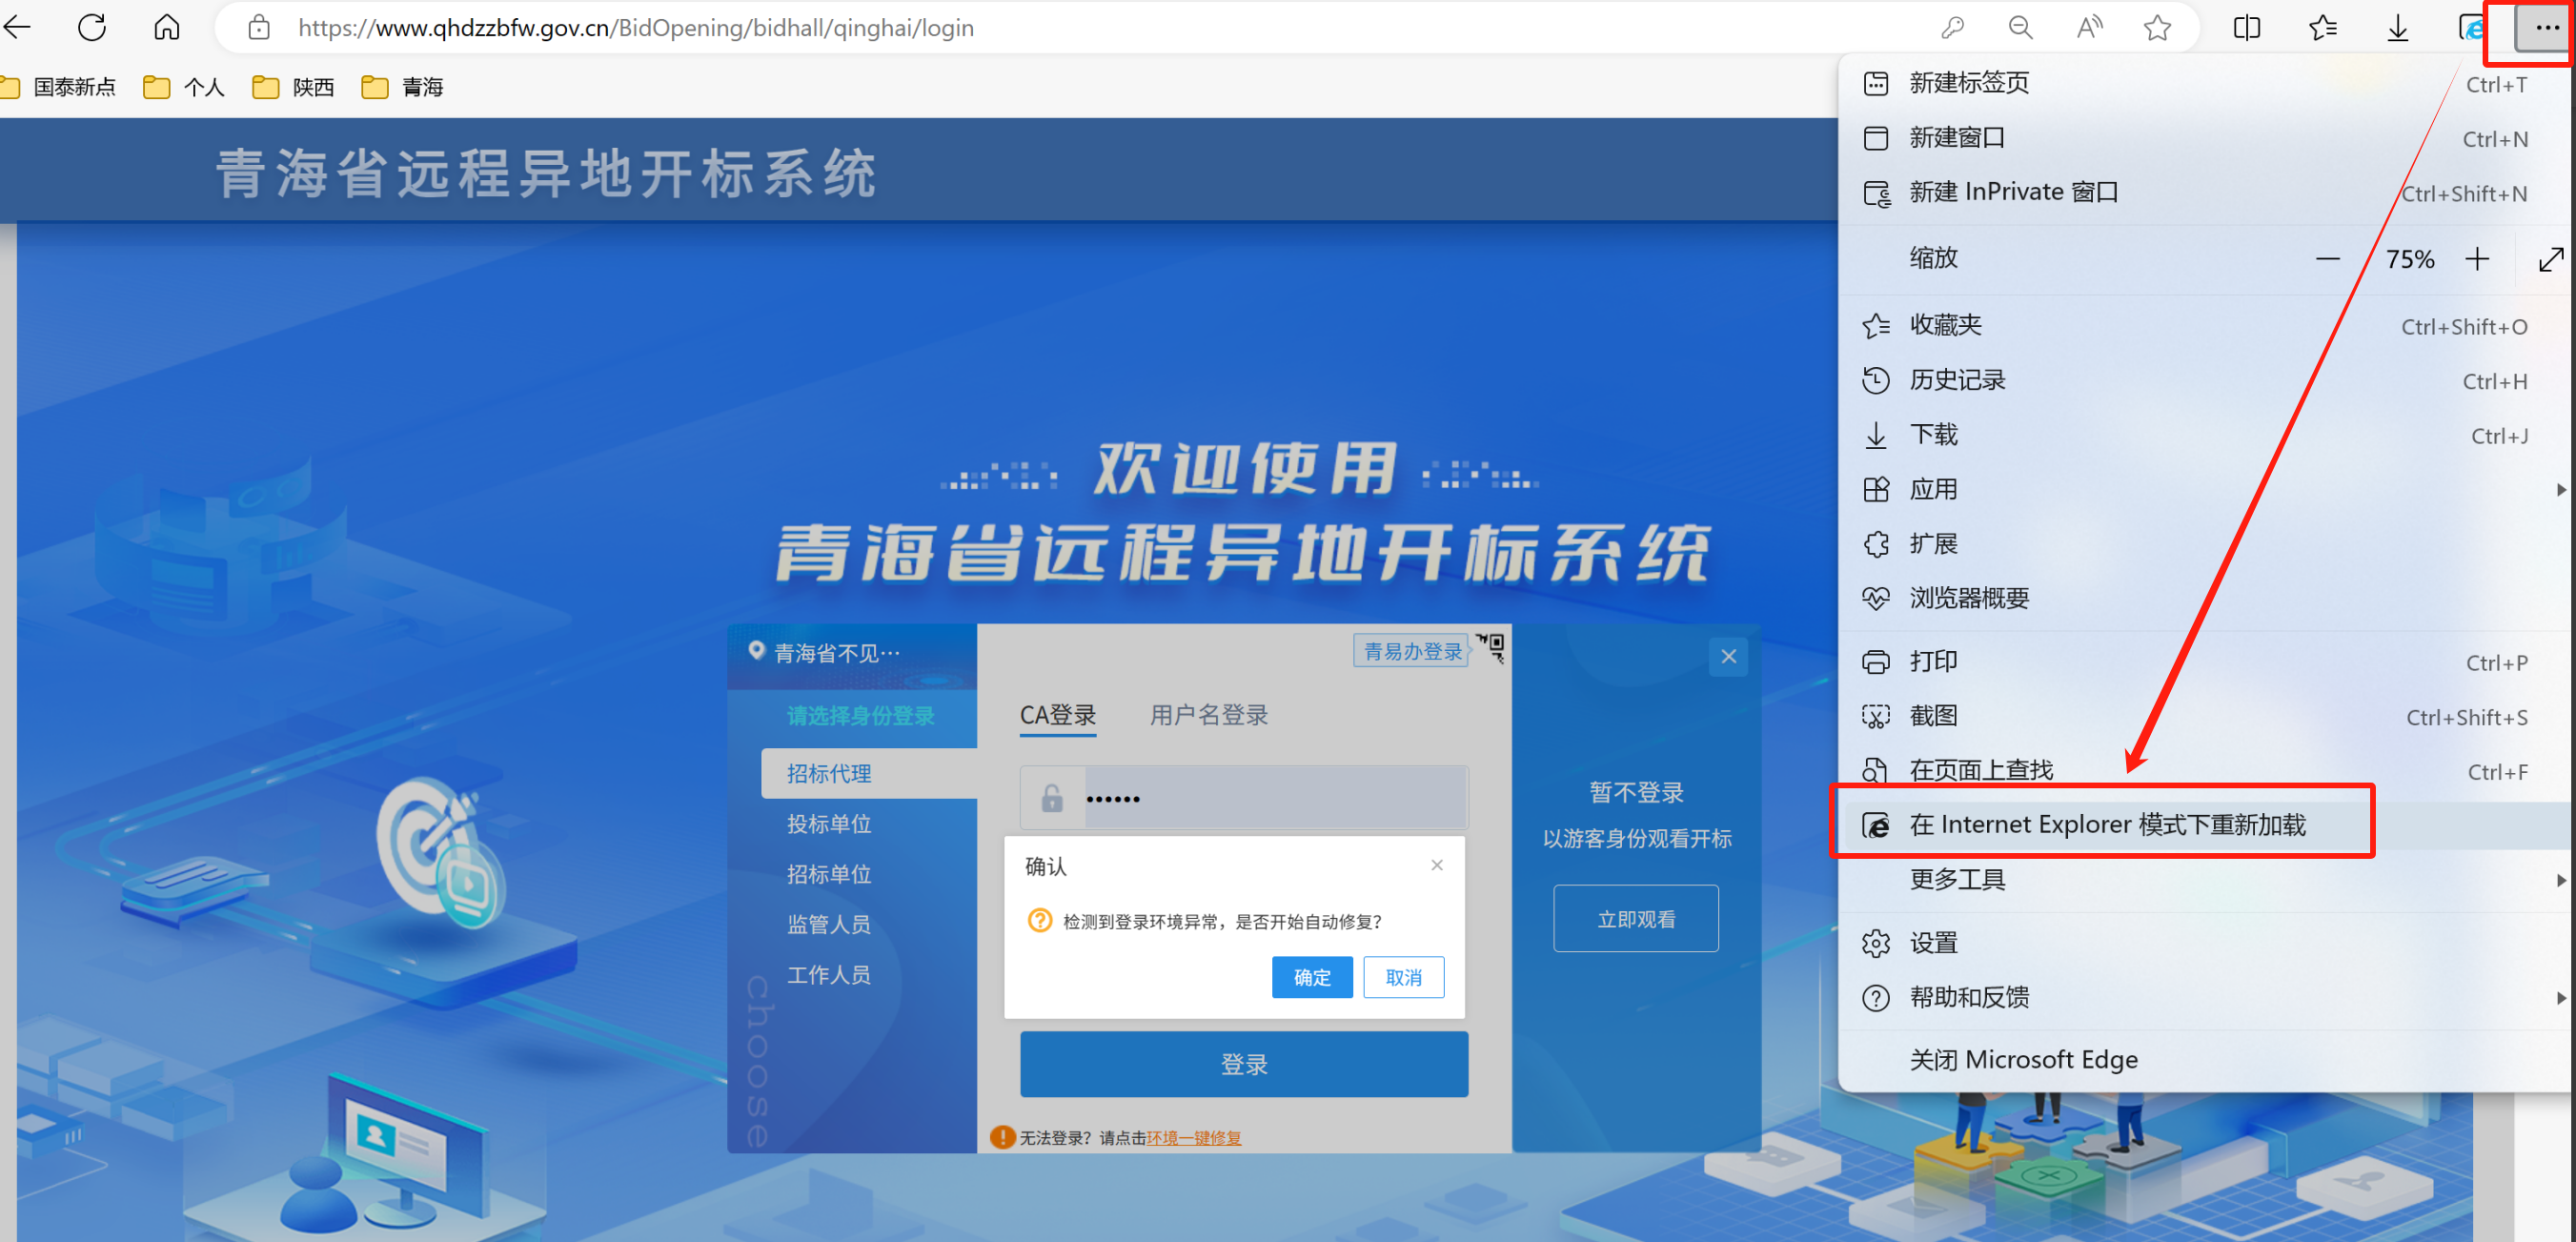 https://www.qhdzzbfw.gov.cn/BidOpening/bidhall/qinghai/login
国泰新点 个人 陕西 青海
青海省远程异地开标系统
欢迎使用
青海省远程异地开标系统
青海省不见…
请选择身份登录
招标代理
投标单位
招标单位
监管人员
工作人员
choose
青易办登录
CA登录 用户名登录
••••••
确认
检测到登录环境异常，是否开始自动修复？
确定 取消
登录
无法登录？请点击环境一键修复
暂不登录
以游客身份观看开标
立即观看
新建标签页 Ctrl+T
新建窗口 Ctrl+N
新建 InPrivate 窗口 Ctrl+Shift+N
缩放 75%
收藏夹 Ctrl+Shift+O
历史记录 Ctrl+H
下载 Ctrl+J
应用
扩展
浏览器概要
打印 Ctrl+P
截图 Ctrl+Shift+S
在页面上查找 Ctrl+F
在 Internet Explorer 模式下重新加载
更多工具
设置
帮助和反馈
关闭 Microsoft Edge